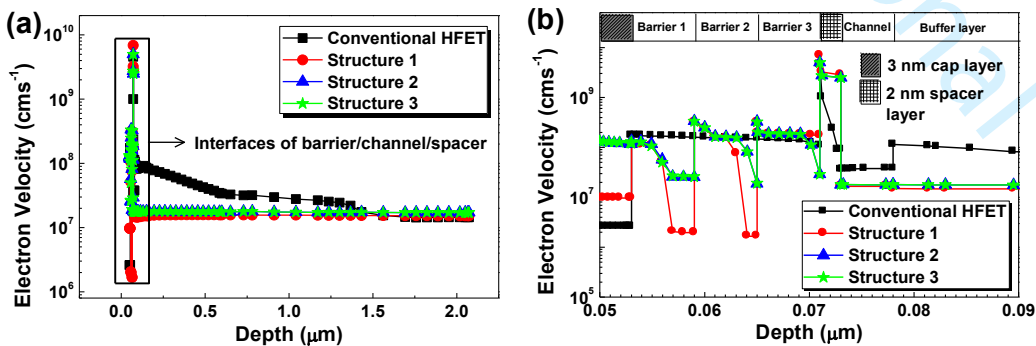 (a)
10^10
10^9
10^8
10^7
10^6
Electron Velocity (cms^-1)
Conventional HFET
Structure 1
Structure 2
Structure 3
Interfaces of barrier/channel/spacer
0.0 0.5 1.0 1.5 2.0
Depth (μm)
(b)
Barrier 1 Barrier 2 Barrier 3 Channel Buffer layer
10^9
10^8
10^7
10^6
10^5
Electron Velocity (cms^-1)
3 nm cap layer
2 nm spacer
layer
Conventional HFET
Structure 1
Structure 2
Structure 3
0.05 0.06 0.07 0.08 0.09
Depth (μm)